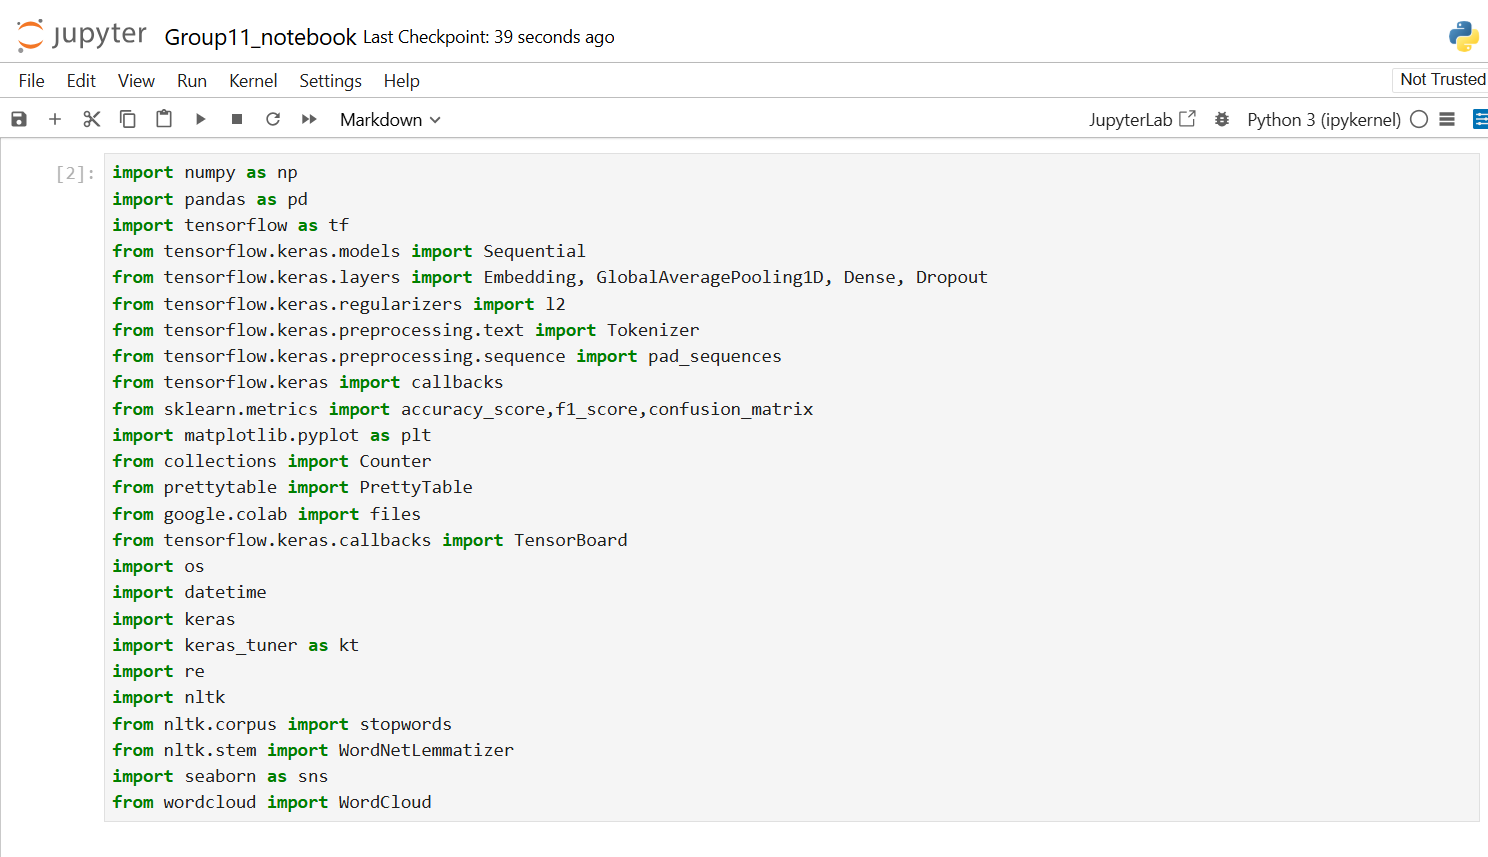 jupyter Group11_notebook Last Checkpoint: 39 seconds ago
File Edit View Run Kernel Settings Help Not Trusted
Markdown JupyterLab Python 3 (ipykernel)
[2]: import numpy as np
import pandas as pd
import tensorflow as tf
from tensorflow.keras.models import Sequential
from tensorflow.keras.layers import Embedding, GlobalAveragePooling1D, Dense, Dropout
from tensorflow.keras.regularizers import l2
from tensorflow.keras.preprocessing.text import Tokenizer
from tensorflow.keras.preprocessing.sequence import pad_sequences
from tensorflow.keras import callbacks
from sklearn.metrics import accuracy_score,f1_score,confusion_matrix
import matplotlib.pyplot as plt
from collections import Counter
from prettytable import PrettyTable
from google.colab import files
from tensorflow.keras.callbacks import TensorBoard
import os
import datetime
import keras
import keras_tuner as kt
import re
import nltk
from nltk.corpus import stopwords
from nltk.stem import WordNetLemmatizer
import seaborn as sns
from wordcloud import WordCloud